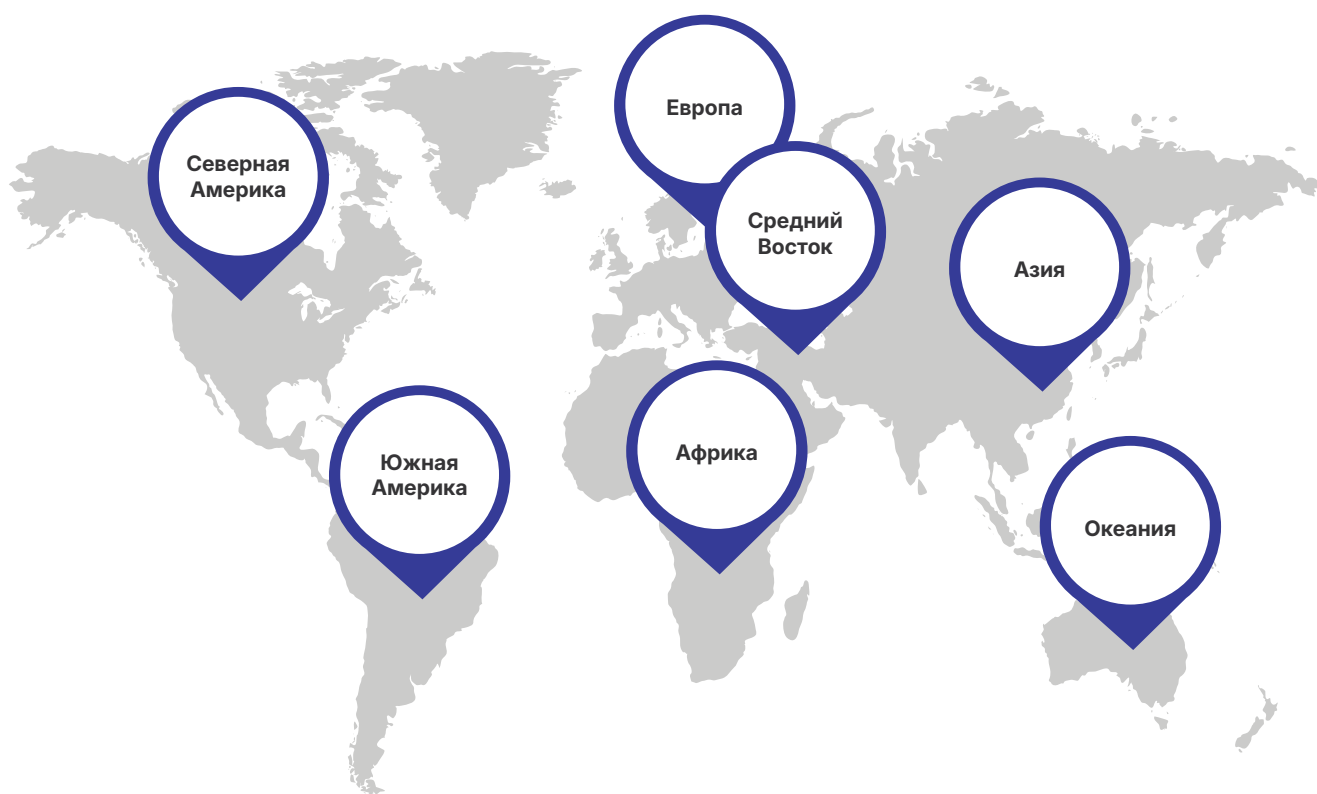 Европа
Северная
Америка
Средний
Восток
Азия
Африка
Южная
Америка
Океания